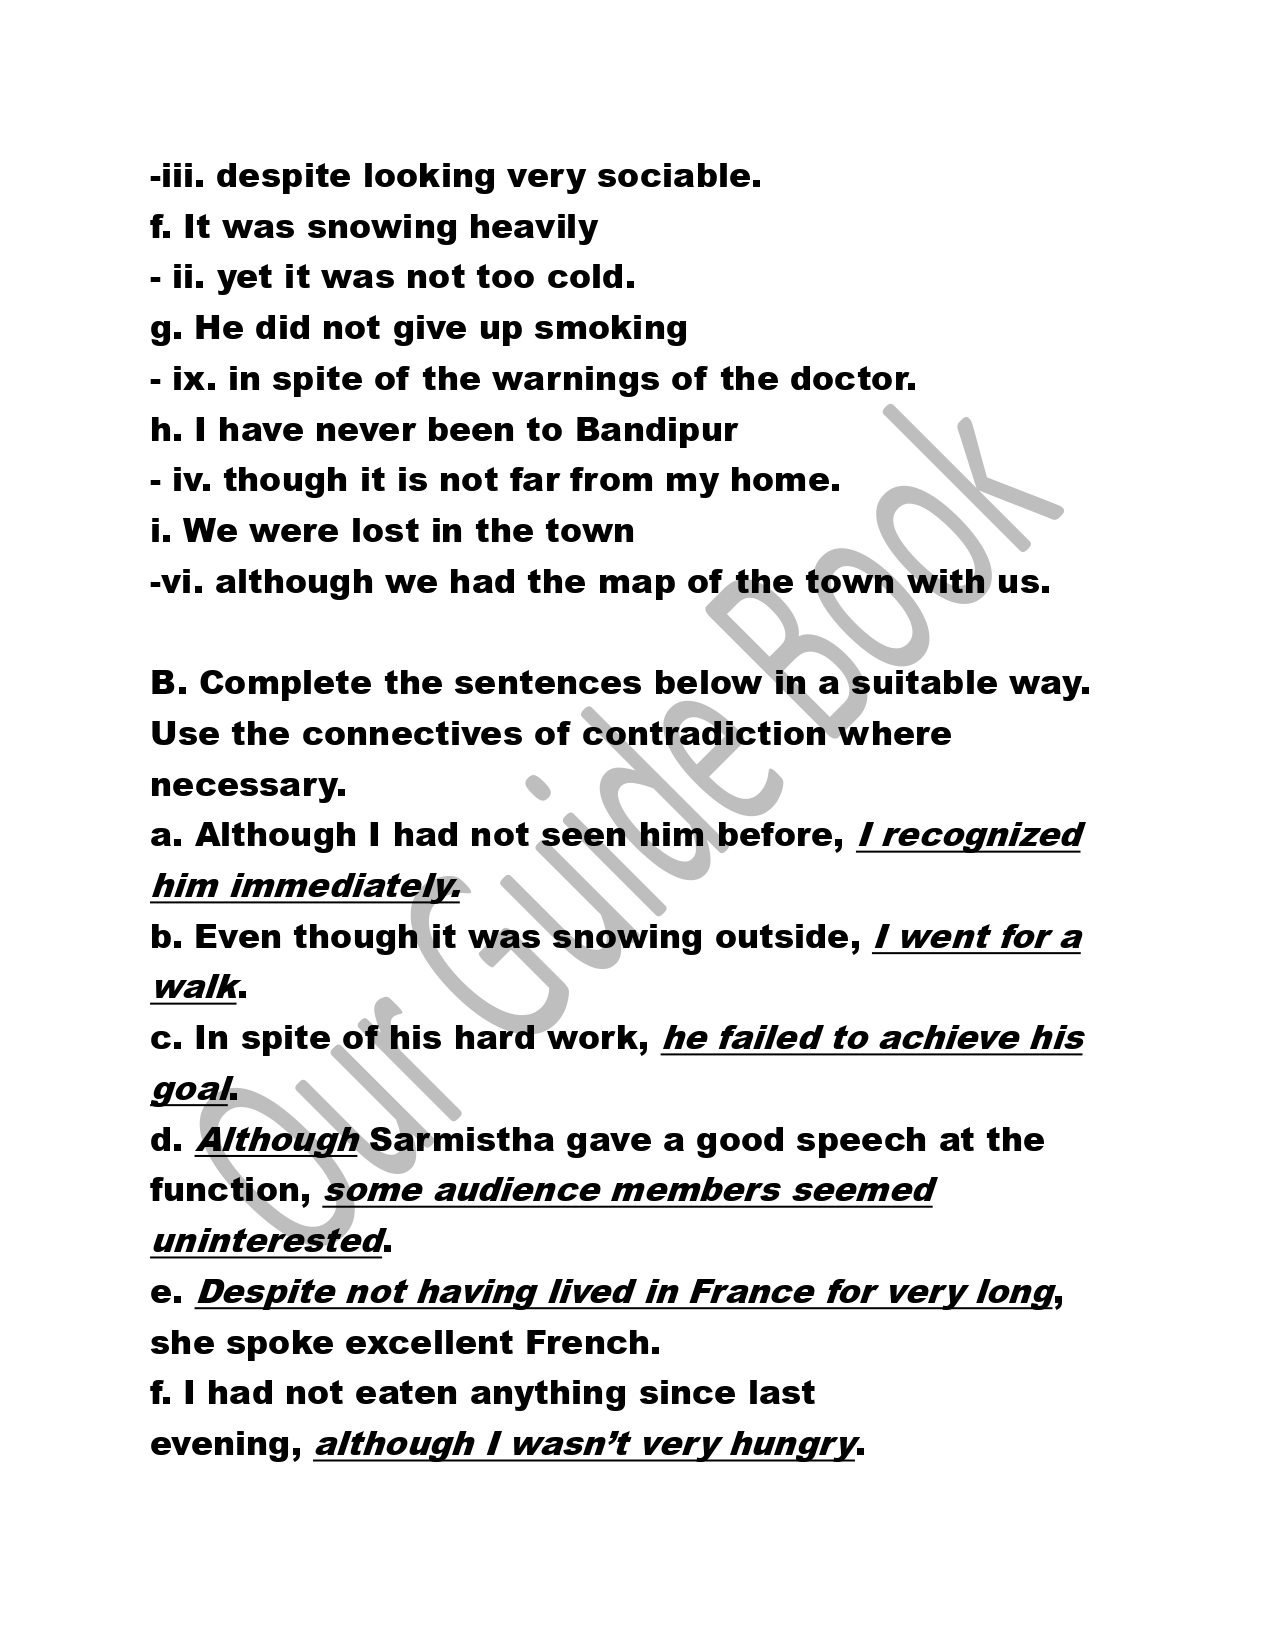 -iii. despite looking very sociable.
f. It was snowing heavily
- ii. yet it was not too cold.
g. He did not give up smoking
- ix. in spite of the warnings of the doctor.
h. I have never been to Bandipur
- iv. though it is not far from my home.
i. We were lost in the town
-vi. although we had the map of the town with us.
B. Complete the sentences below in a suitable way.
Use the connectives of contradiction where
necessary.
a. Although I had not seen him before, I recognized
him immediately.
b. Even though it was snowing outside, I went for a
walk.
c. In spite of his hard work, he failed to achieve his
goal.
d. Although Sarmistha gave a good speech at the
function, some audience members seemed
uninterested.
e. Despite not having lived in France for very long,
she spoke excellent French.
f. I had not eaten anything since last
evening, although I wasn’t very hungry.
Our Guide Book